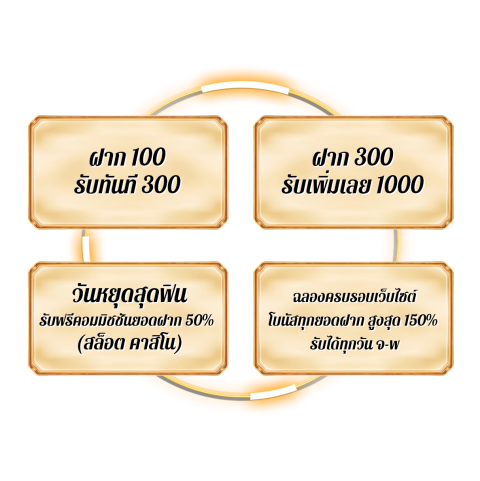 ฝาก 100
รับทันที 300
ฝาก 300
รับเพิ่มเลย 1000
วันหยุดสุดฟิน
รับฟรีคอมมิชชันยอดฝาก 50%
(สล็อต คาสิโน)
ฉลองครบรอบเว็บไซต์
โบนัสทุกยอดฝาก สูงสุด 150%
รับได้ทุกวัน จ-พ